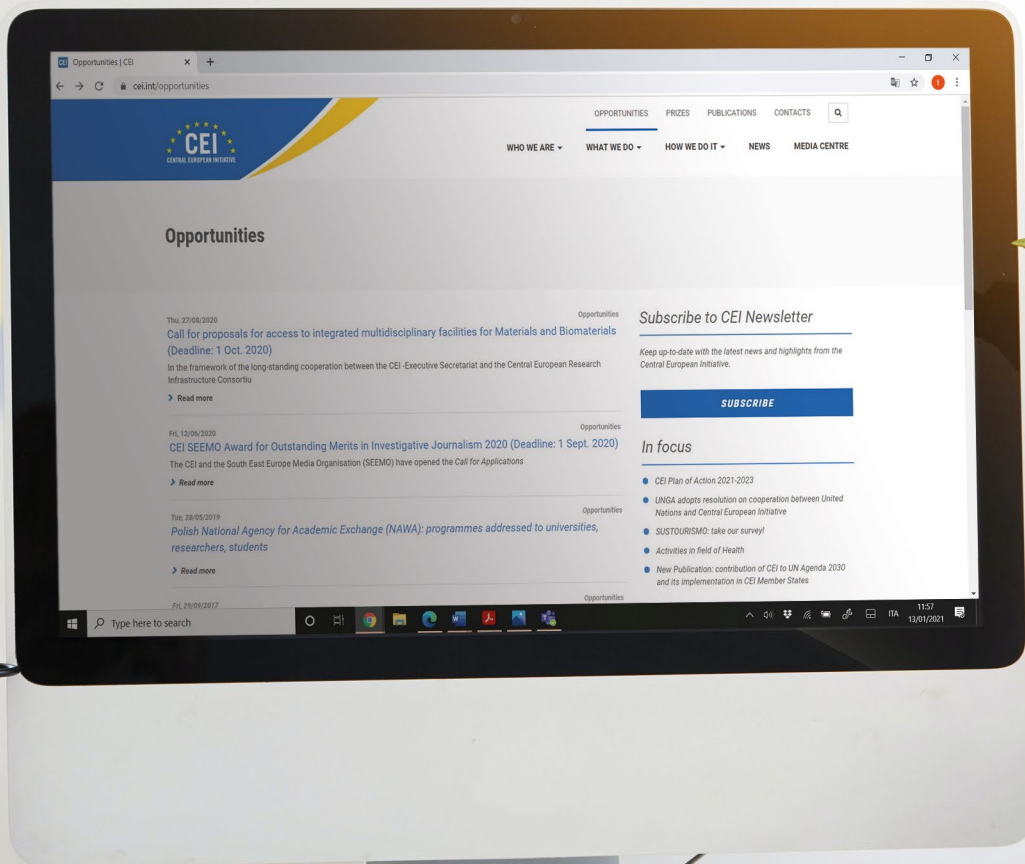 CEI Opportunities | CEI
cei.int/opportunities
OPPORTUNITIES PRIZES PUBLICATIONS CONTACTS
CEI
CENTRAL EUROPEAN INITIATIVE
WHO WE ARE WHAT WE DO HOW WE DO IT NEWS MEDIA CENTRE
Opportunities
Thu, 27/08/2020 Opportunities
Call for proposals for access to integrated multidisciplinary facilities for Materials and Biomaterials
(Deadline: 1 Oct. 2020)
In the framework of the long-standing cooperation between the CEI -Executive Secretariat and the Central European Research
Infrastructure Consortiu
Read more
Fri, 12/06/2020 Opportunities
CEI SEEMO Award for Outstanding Merits in Investigative Journalism 2020 (Deadline: 1 Sept. 2020)
The CEI and the South East Europe Media Organisation (SEEMO) have opened the Call for Applications
Read more
Tue, 28/05/2019 Opportunities
Polish National Agency for Academic Exchange (NAWA): programmes addressed to universities,
researchers, students
Read more
Fri, 29/09/2017 Opportunities
Subscribe to CEI Newsletter
Keep up-to-date with the latest news and highlights from the
Central European Initiative.
SUBSCRIBE
In focus
CEI Plan of Action 2021-2023
UNGA adopts resolution on cooperation between United
Nations and Central European Initiative
SUSTOURISMO: take our survey!
Activities in field of Health
New Publication: contribution of CEI to UN Agenda 2030
and its implementation in CEI Member
States
Type here to search
ITA
11:57
13/01/2021